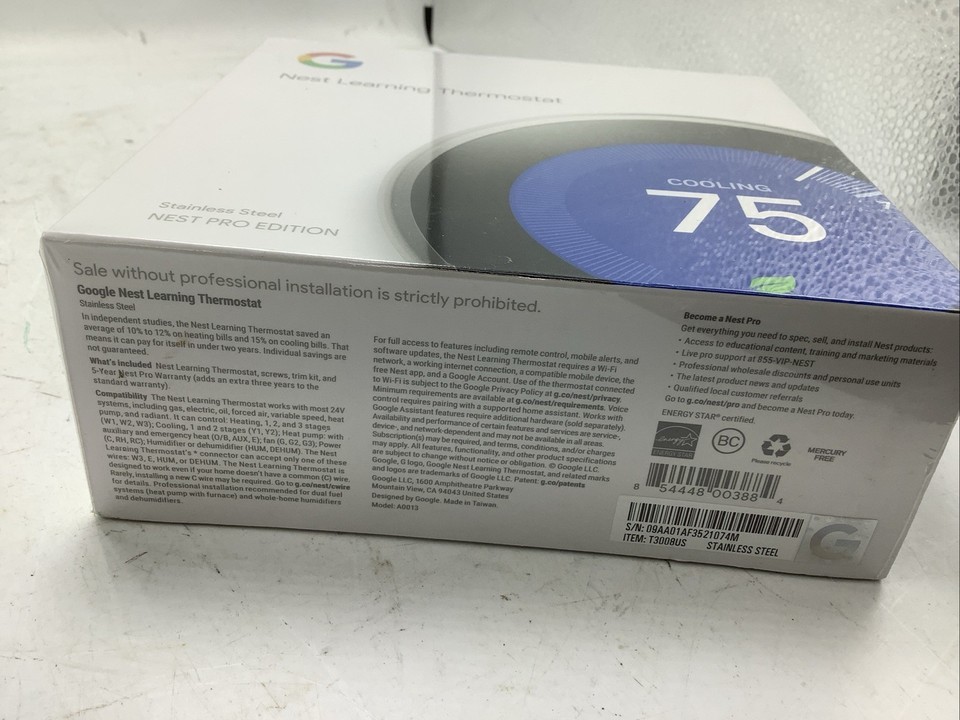 G
Nest Learning Thermostat
COOLING
75
Stainless Steel
NEST PRO EDITION
Sale without professional installation is strictly prohibited.
Google Nest Learning Thermostat
Stainless Steel
In independent studies, the Nest Learning Thermostat saved an
average of 10% to 12% on heating bills and 15% on cooling bills. That
means it can pay for itself in under two years. Individual savings are
not guaranteed.
What's included Nest Learning Thermostat, screws, trim kit, and
5-Year Nest Pro Warranty (adds an extra three years to the
standard warranty).
Compatibility The Nest Learning Thermostat works with most 24V
systems, including gas, electric, oil, forced air, variable speed, heat
pump, and radiant. It can control: Heating, 1, 2, and 3 stages
(W1, W2, W3); Cooling, 1 and 2 stages (Y1, Y2); Heat pump: with
auxiliary and emergency heat (O/B, AUX, E); fan (G, G2, G3); Power
(C, RH, RC); Humidifier or dehumidifier (HUM, DEHUM). The Nest
Learning Thermostat's * connector can accept only one of these
wires: W3, E, HUM, or DEHUM. The Nest Learning Thermostat is
designed to work even if your home doesn't have a common (C) wire.
Rarely, installing a new C wire may be required. Go to g.co/nest/cwire
for details. Professional installation recommended for dual fuel
systems (heat pump with furnace) and whole-home humidifiers
and dehumidifiers.
For full access to features including remote control, mobile alerts, and
software updates, the Nest Learning Thermostat requires a Wi-Fi
network, a working internet connection, a compatible mobile device, the
free Nest app, and a Google Account. Use of the thermostat connected
to Wi-Fi is subject to the Google Privacy Policy at g.co/nest/privacy.
Minimum requirements are available at g.co/nest/requirements. Voice
control requires pairing with a supported home assistant. Works with
Google Assistant features require additional hardware (sold separately).
Availability and performance of certain features and services are service-,
device-, and network-dependent and may not be available in all areas.
Subscription(s) may be required, and terms, conditions, and/or charges
may apply. All features, functionality, and other product specifications
are subject to change without notice or obligation. © Google LLC.
Google, G logo, Google Nest Learning Thermostat, and related marks
and logos are trademarks of Google LLC. Patent: g.co/patents
Google LLC, 1600 Amphitheatre Parkway
Mountain View, CA 94043 United States
Designed by Google. Made in Taiwan.
Model: A0013
Become a Nest Pro
Get everything you need to spec, sell, and install Nest products:
• Access to educational content, training and marketing materials
• Live pro support at 855-VIP-NEST
• Professional wholesale discounts and personal use units
• The latest product news and updates
• Qualified local customer referrals
Go to g.co/nest/pro and become a Nest Pro today.
ENERGY STAR® certified.
energy
ENERGY STAR
BC
Please recycle
MERCURY
FREE
8 54448 00388 4
S/N: 09AA01AF3521074M
ITEM: T3008US STAINLESS STEEL
G